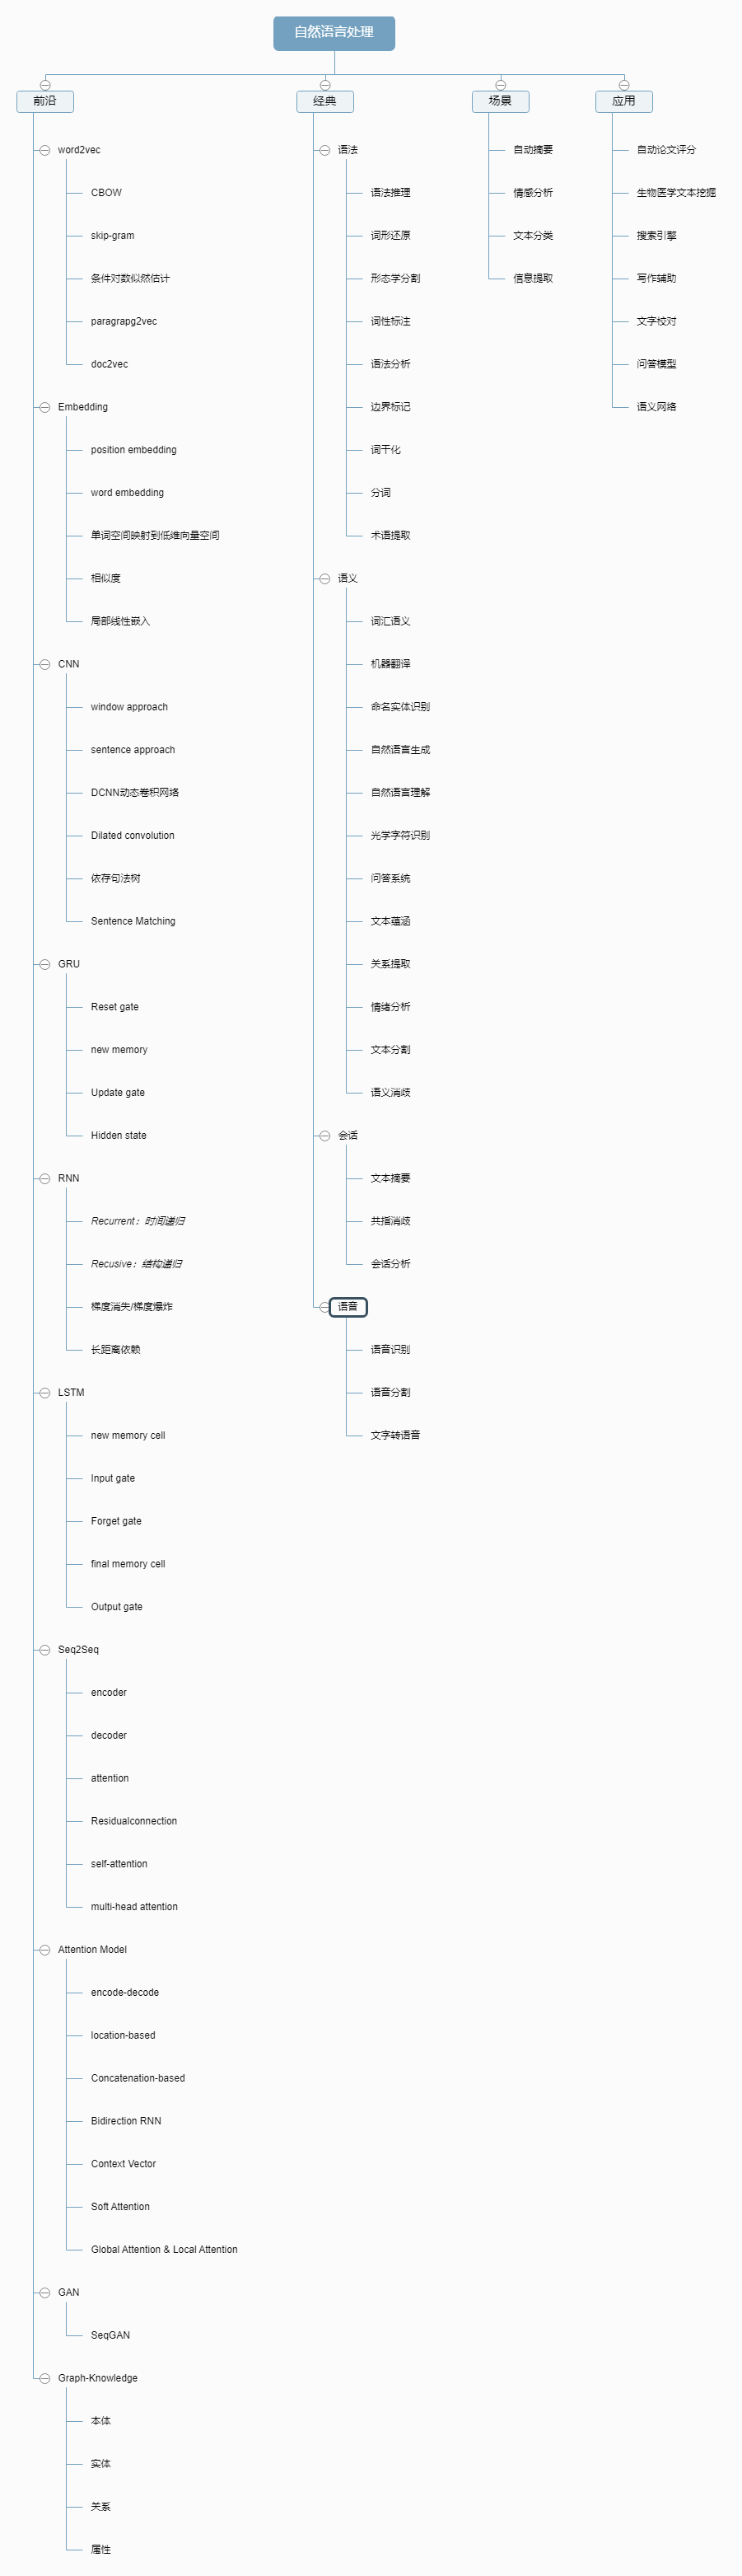 自然语言处理
前沿
word2vec
CBOW
skip-gram
条件对数似然估计
paragrapg2vec
doc2vec
Embedding
position embedding
word embedding
单词空间映射到低维向量空间
相似度
局部线性嵌入
CNN
window approach
sentence approach
DCNN动态卷积网络
Dilated convolution
依存句法树
Sentence Matching
GRU
Reset gate
new memory
Update gate
Hidden state
RNN
Recurrent：时间递归
Recusive：结构递归
梯度消失/梯度爆炸
长距离依赖
LSTM
new memory cell
Input gate
Forget gate
final memory cell
Output gate
Seq2Seq
encoder
decoder
attention
Residualconnection
self-attention
multi-head attention
Attention Model
encode-decode
location-based
Concatenation-based
Bidirection RNN
Context Vector
Soft Attention
Global Attention & Local Attention
GAN
SeqGAN
Graph-Knowledge
本体
实体
关系
属性
经典
语法
语法推理
词形还原
形态学分割
词性标注
语法分析
边界标记
词干化
分词
术语提取
语义
词汇语义
机器翻译
命名实体识别
自然语言生成
自然语言理解
光学字符识别
问答系统
文本蕴涵
关系提取
情绪分析
文本分割
语义消歧
会话
文本摘要
共指消歧
会话分析
语音
语音识别
语音分割
文字转语音
场景
自动摘要
情感分析
文本分类
信息提取
应用
自动论文评分
生物医学文本挖掘
搜索引擎
写作辅助
文字校对
问答模型
语义网络